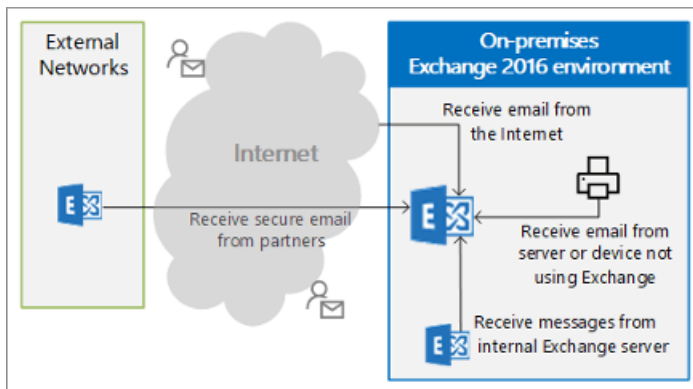 External
Networks
On-premises
Exchange 2016 environment
Receive email from
the Internet
Internet
E
E
Receive secure email
from partners
Receive email from
server or device not
using Exchange
Receive messages from
internal Exchange server
E